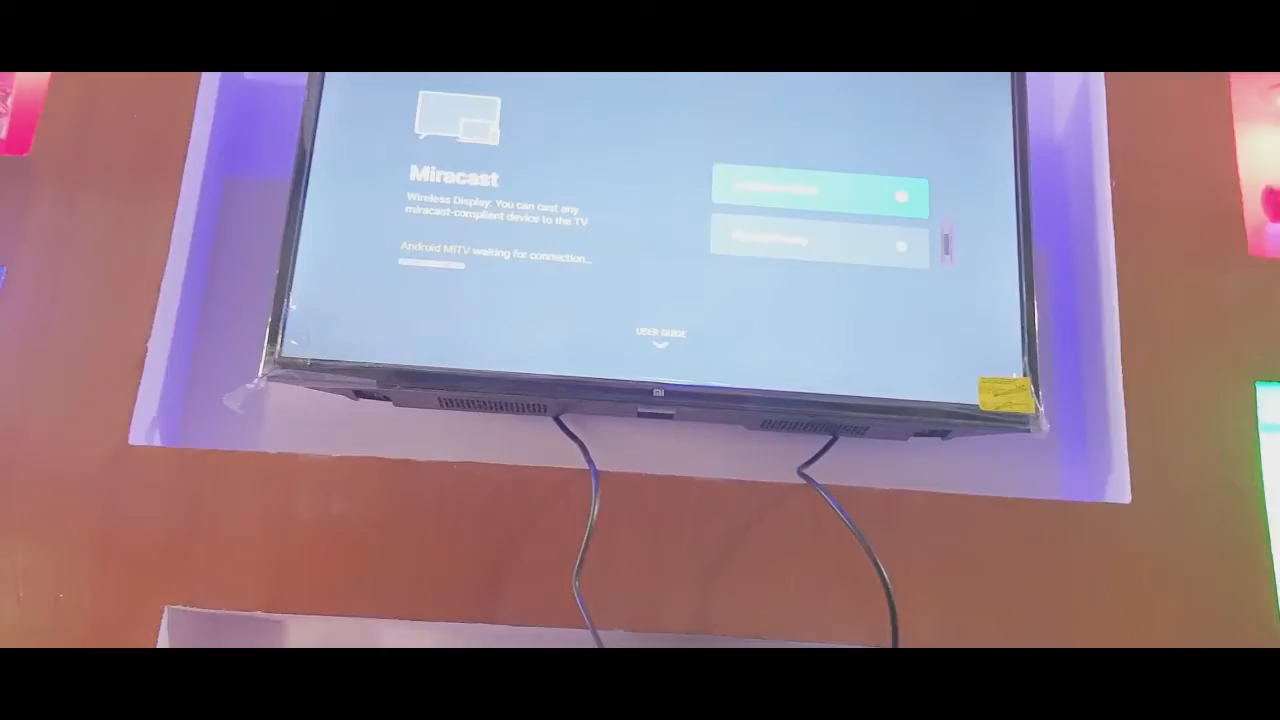 Miracast
Wireless Display: You can cast any
miracast-compliant device to the TV
Android MITV waiting for connection...
USER GUIDE
mi